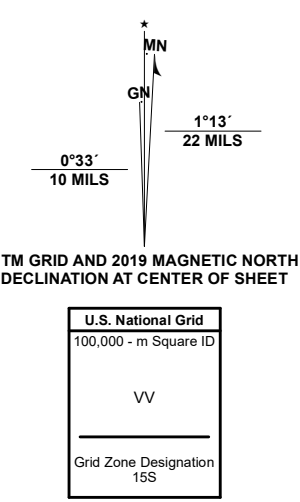 ★
MN
GN
1°13´
22 MILS
0°33´
10 MILS
TM GRID AND 2019 MAGNETIC NORTH
DECLINATION AT CENTER OF SHEET
U.S. National Grid
100,000 - m Square ID
VV
Grid Zone Designation
15S